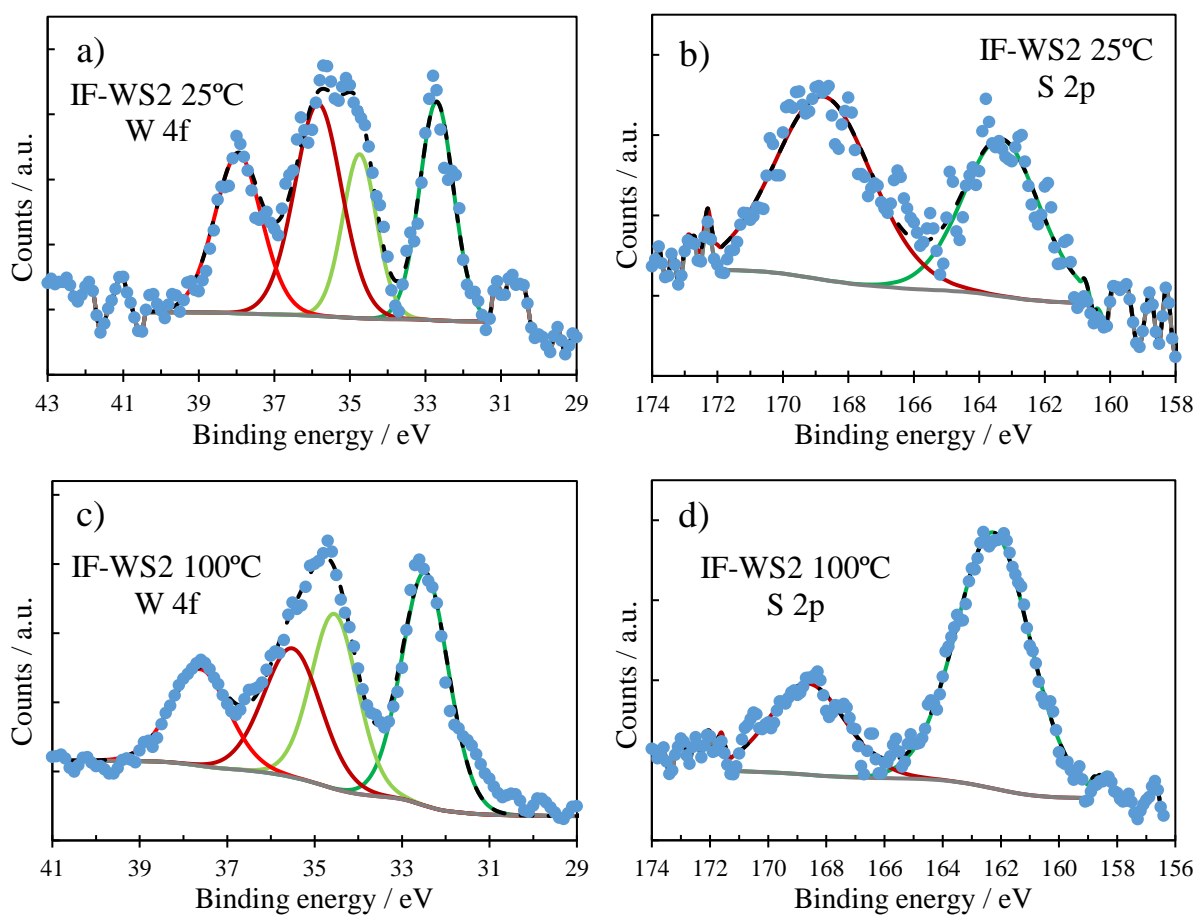 a)
IF-WS2 25ºC
W 4f
Counts / a.u.
43 41 39 37 35 33 31 29
Binding energy / eV
b)
IF-WS2 25ºC
S 2p
Counts / a.u.
174 172 170 168 166 164 162 160 158
Binding energy / eV
c)
IF-WS2 100ºC
W 4f
Counts / a.u.
41 39 37 35 33 31 29
Binding energy / eV
d)
IF-WS2 100ºC
S 2p
Counts / a.u.
174 172 170 168 166 164 162 160 158 156
Binding energy / eV